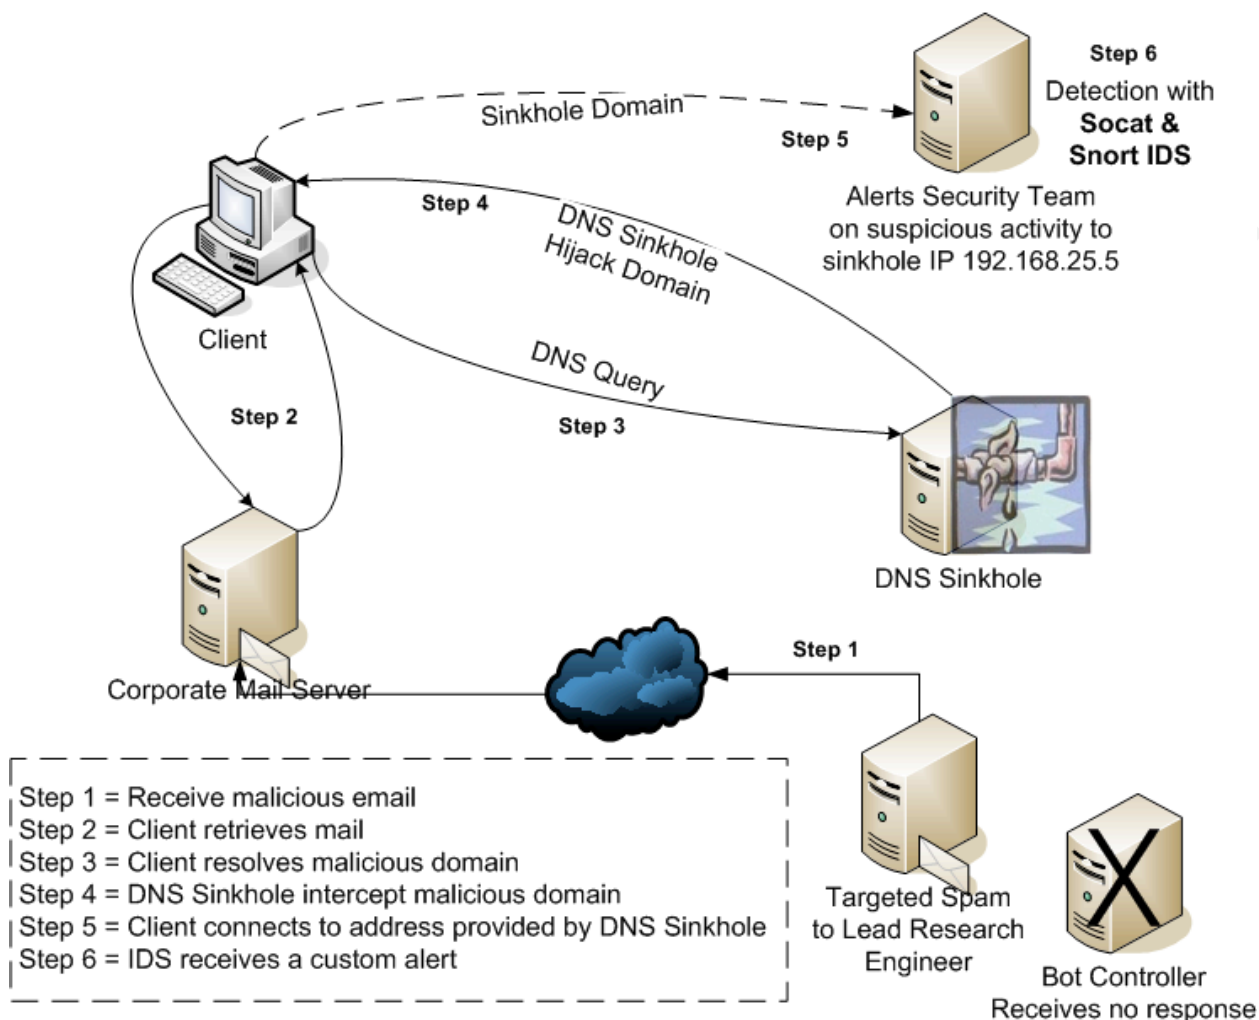 Step 6
Detection with
Socat &
Snort IDS
Sinkhole Domain
Step 5
Alerts Security Team
on suspicious activity to
sinkhole IP 192.168.25.5
Step 4
DNS Sinkhole
Hijack Domain
Client
DNS Query
Step 2
Step 3
DNS Sinkhole
Step 1
Corporate Mail Server
Step 1 = Receive malicious email
Step 2 = Client retrieves mail
Step 3 = Client resolves malicious domain
Step 4 = DNS Sinkhole intercept malicious domain
Step 5 = Client connects to address provided by DNS Sinkhole
Step 6 = IDS receives a custom alert
Targeted Spam
to Lead Research
Engineer
Bot Controller
Receives no response